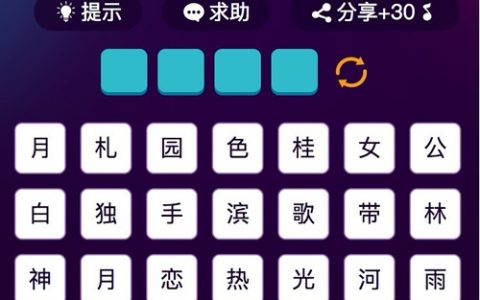 提示 求助 分享+30
月 札 园 色 桂 女 公
白 独 手 滨 歌 带 林
神 月 恋 热 光 河 雨